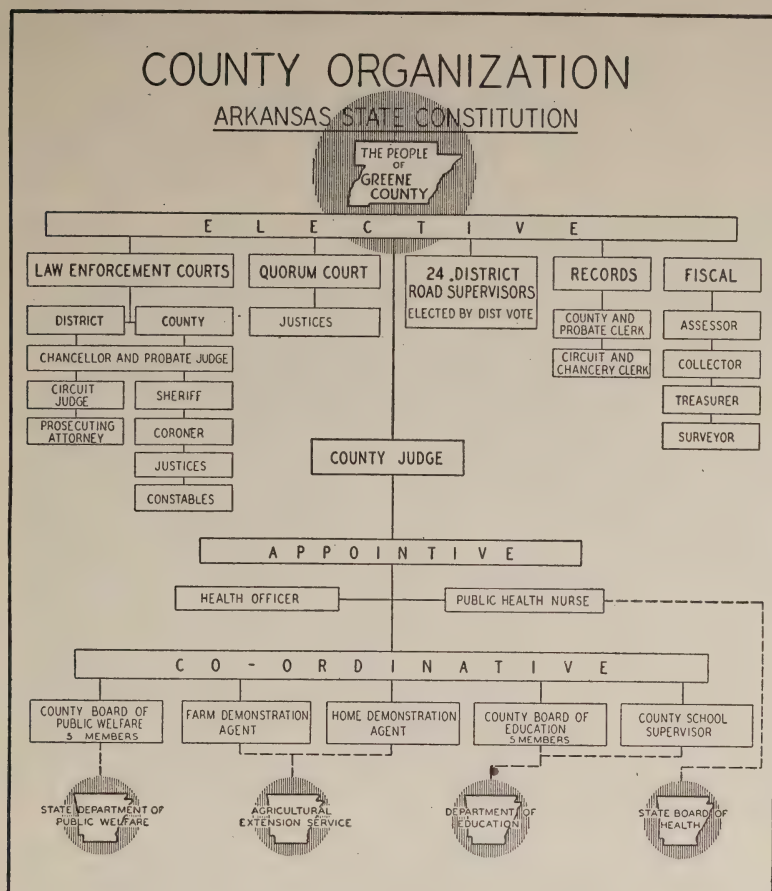 COUNTY ORGANIZATION
ARKANSAS STATE CONSTITUTION
THE PEOPLE
OF
GREENE
COUNTY
ELECTIVE
LAW ENFORCEMENT COURTS
QUORUM COURT
24 DISTRICT
ROAD SUPERVISORS
ELECTED BY DIST VOTE
RECORDS
FISCAL
DISTRICT
COUNTY
JUSTICES
COUNTY AND
PROBATE CLERK
ASSESSOR
CHANCELLOR AND PROBATE JUDGE
CIRCUIT AND
CHANCERY CLERK
COLLECTOR
CIRCUIT
JUDGE
SHERIFF
TREASURER
PROSECUTING
ATTORNEY
CORONER
SURVEYOR
JUSTICES
CONSTABLES
COUNTY JUDGE
APPOINTIVE
HEALTH OFFICER
PUBLIC HEALTH NURSE
CO-ORDINATIVE
COUNTY BOARD OF
PUBLIC WELFARE
5 MEMBERS
FARM DEMONSTRATION
AGENT
HOME DEMONSTRATION
AGENT
COUNTY BOARD OF
EDUCATION
5 MEMBERS
COUNTY SCHOOL
SUPERVISOR
STATE DEPARTMENT OF
PUBLIC WELFARE
AGRICULTURAL
EXTENSION SERVICE
DEPARTMENT OF
EDUCATION
STATE BOARD OF
HEALTH